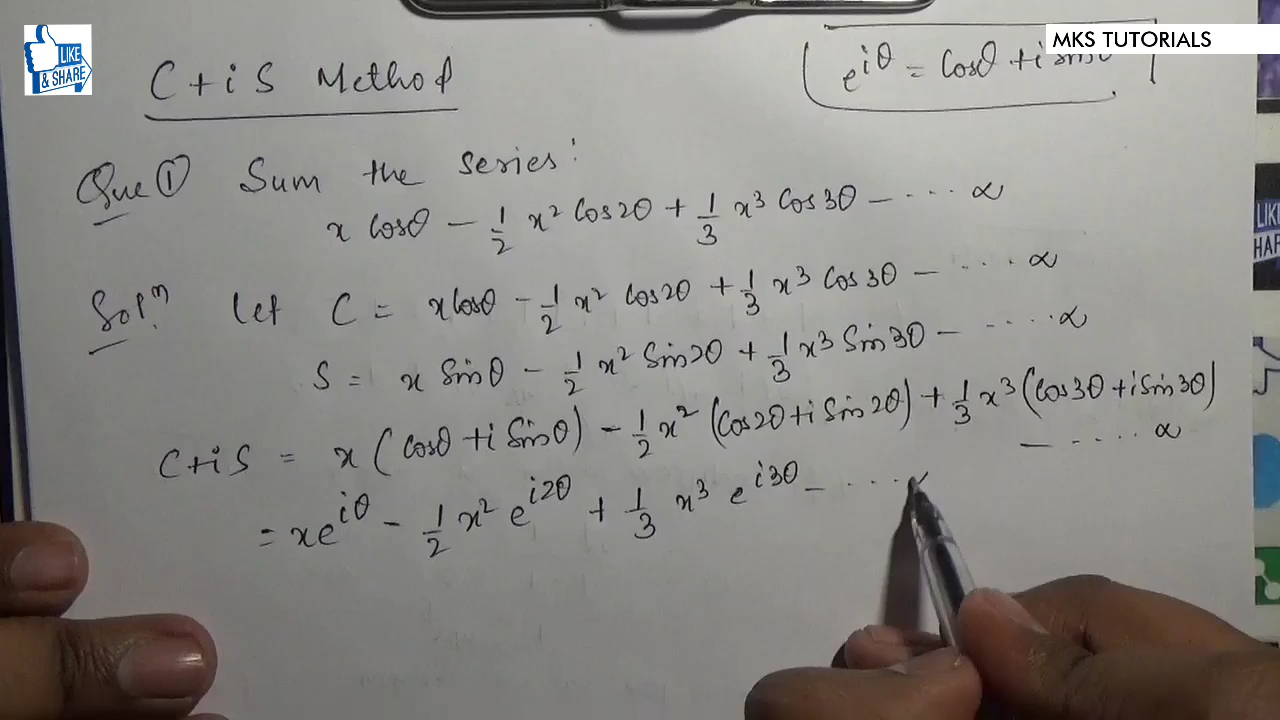 MKS TUTORIALS
LIKE
& SHARE
C+iS Method
e^{iθ} = Cosθ + i sinθ
Que ① Sum the series:
x Cosθ - 1/2 x² Cos2θ + 1/3 x³ Cos3θ - .... ∝
Solⁿ. Let C = xCosθ - 1/2 x² Cos2θ + 1/3 x³ Cos3θ - .... ∝
S = x Sinθ - 1/2 x² Sin2θ + 1/3 x³ Sin3θ - .... ∝
C+iS = x (Cosθ + i Sinθ) - 1/2 x² (Cos2θ + i Sin2θ) + 1/3 x³ (Cos3θ + i Sin3θ)
- .... ∝
= xe^{iθ} - 1/2 x² e^{i2θ} + 1/3 x³ e^{i3θ} - ....